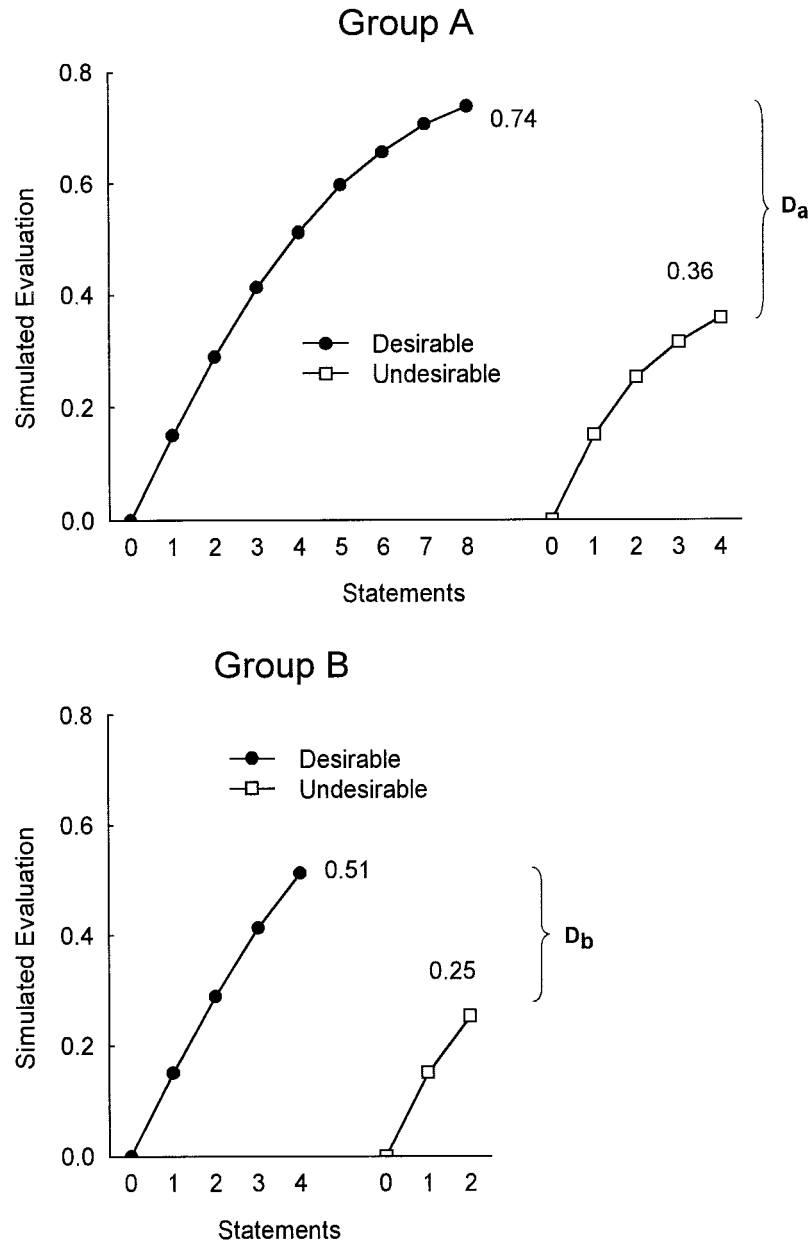 Group A
0.8
0.74
0.6
Da
0.4
0.36
Simulated Evaluation
Desirable
Undesirable
0.2
0.0
0 1 2 3 4 5 6 7 8 0 1 2 3 4
Statements
Group B
0.8
Desirable
Undesirable
0.6
0.51
Simulated Evaluation
Db
0.4
0.25
0.2
0.0
0 1 2 3 4 0 1 2
Statements